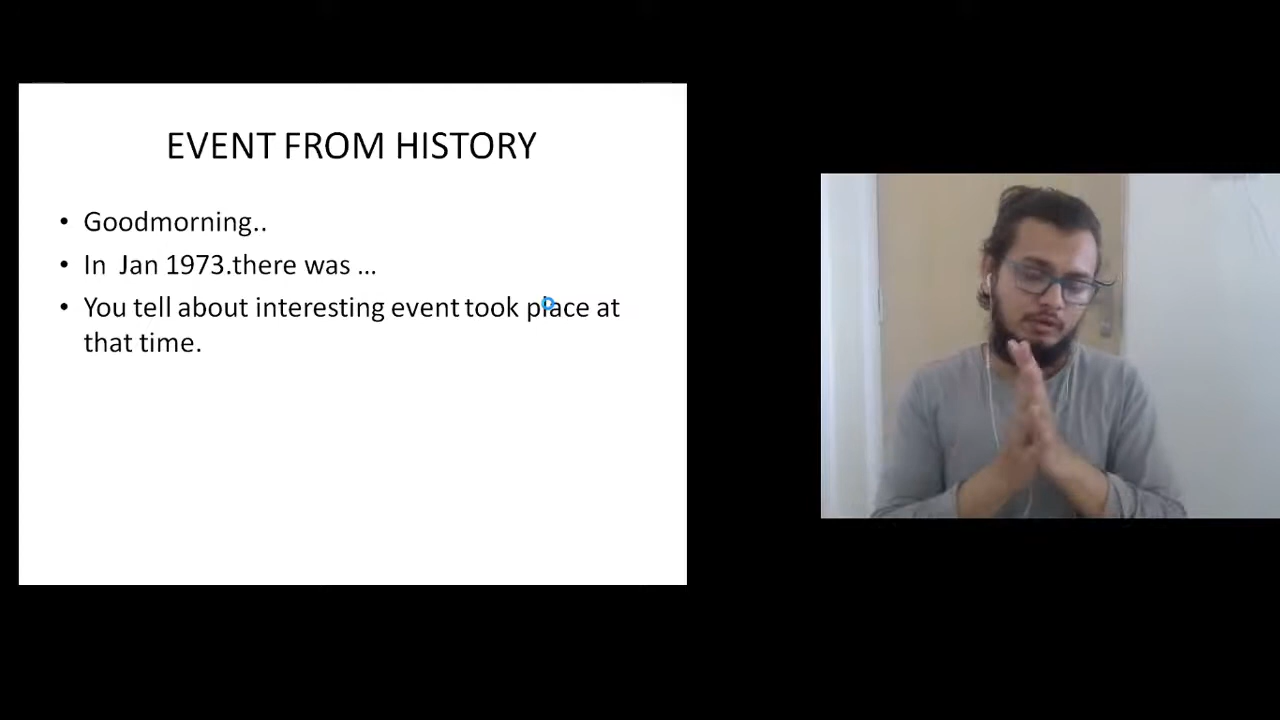 EVENT FROM HISTORY
• Goodmorning..
• In Jan 1973.there was ...
• You tell about interesting event took place at
that time.